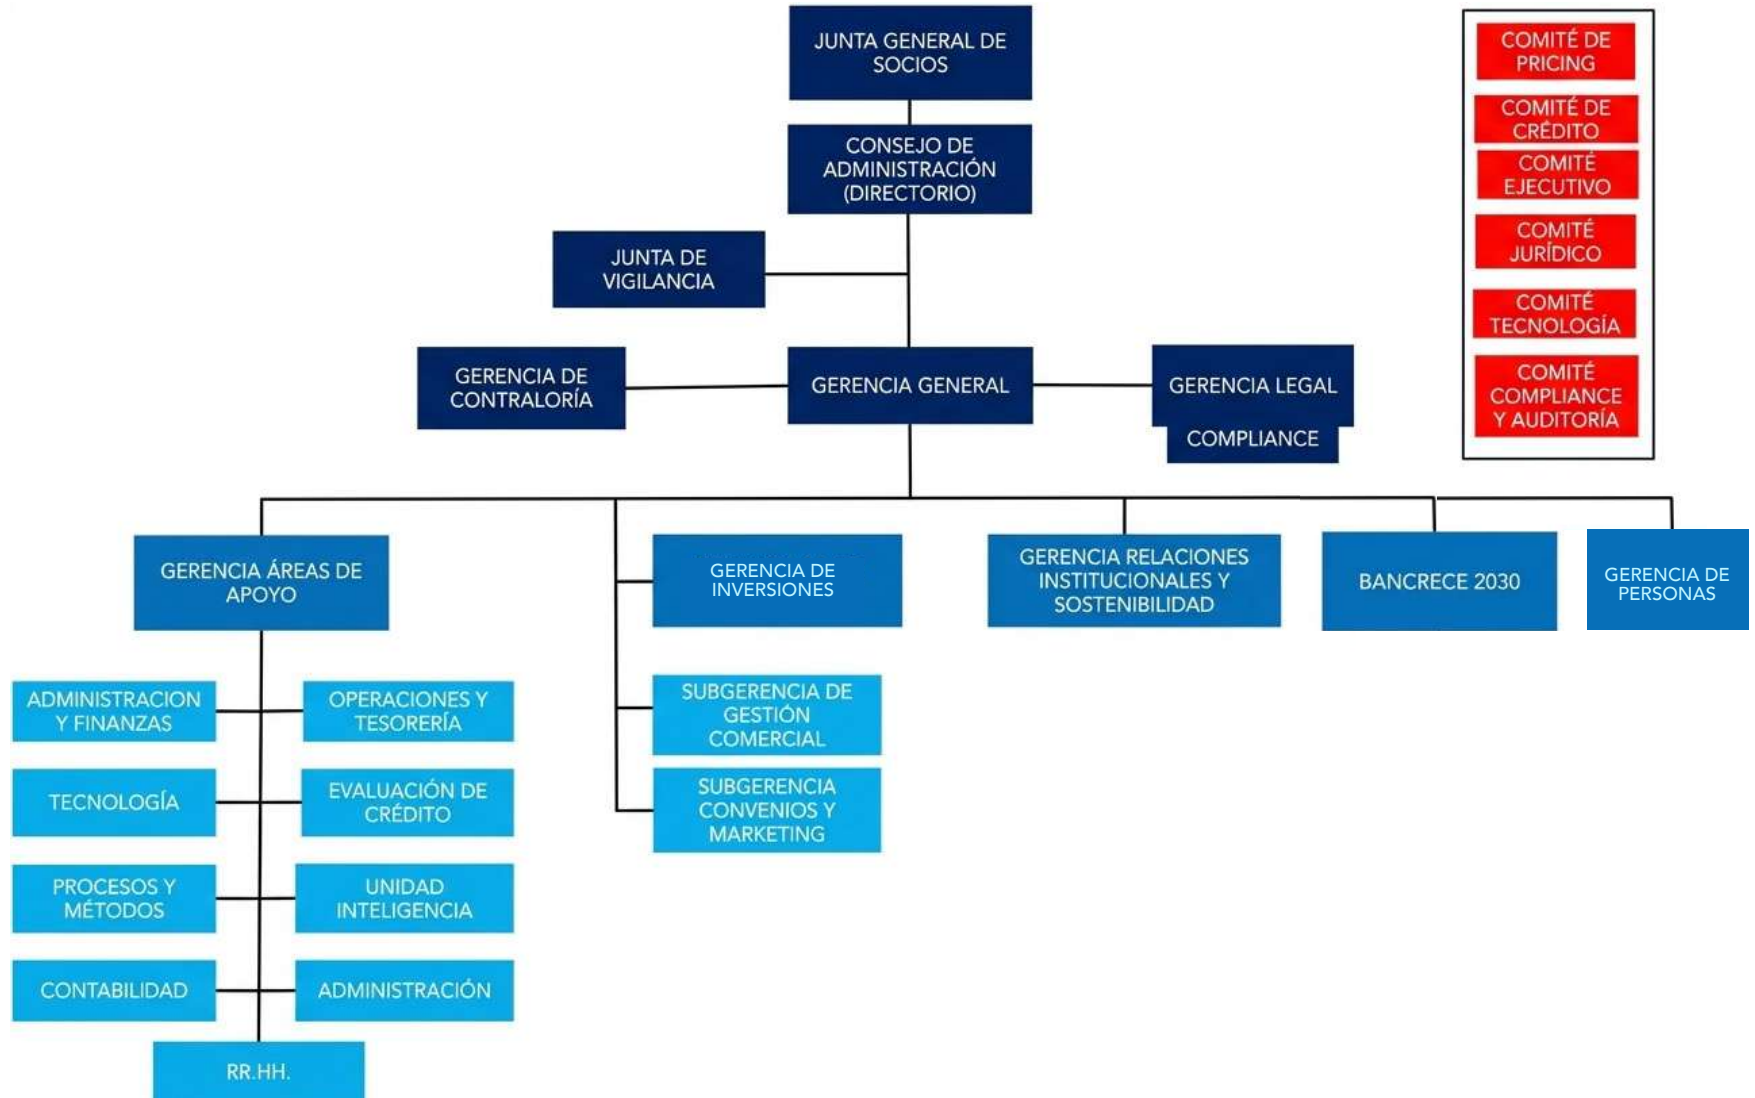 JUNTA GENERAL DE
SOCIOS
CONSEJO DE
ADMINISTRACIÓN
(DIRECTORIO)
JUNTA DE
VIGILANCIA
GERENCIA DE
CONTRALORÍA
GERENCIA GENERAL
GERENCIA LEGAL
COMPLIANCE
COMITÉ DE
PRICING
COMITÉ DE
CRÉDITO
COMITÉ
EJECUTIVO
COMITÉ
JURÍDICO
COMITÉ
TECNOLOGÍA
COMITÉ
COMPLIANCE
Y AUDITORÍA
GERENCIA ÁREAS DE
APOYO
GERENCIA DE
INVERSIONES
GERENCIA RELACIONES
INSTITUCIONALES Y
SOSTENIBILIDAD
BANCRECE 2030
GERENCIA DE
PERSONAS
ADMINISTRACION
Y FINANZAS
OPERACIONES Y
TESORERÍA
TECNOLOGÍA
EVALUACIÓN DE
CRÉDITO
PROCESOS Y
MÉTODOS
UNIDAD
INTELIGENCIA
CONTABILIDAD
ADMINISTRACIÓN
RR.HH.
SUBGERENCIA DE
GESTIÓN
COMERCIAL
SUBGERENCIA
CONVENIOS Y
MARKETING